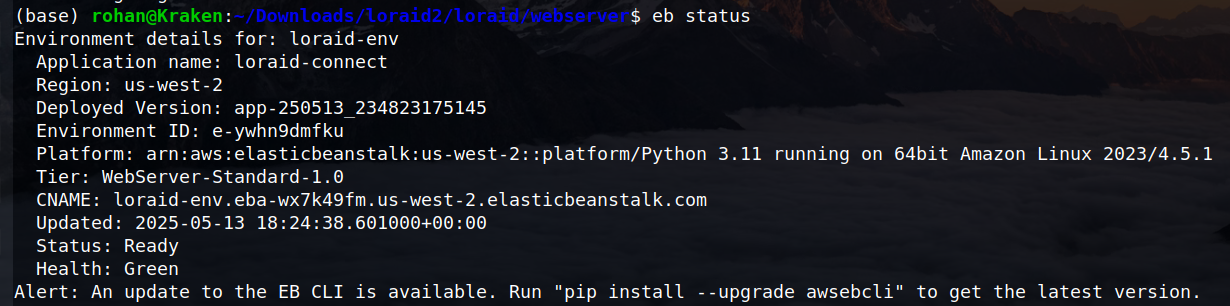 (base) rohan@Kraken:~/Downloads/loraid2/loraid/webserver$ eb status
Environment details for: loraid-env
  Application name: loraid-connect
  Region: us-west-2
  Deployed Version: app-250513_234823175145
  Environment ID: e-ywhn9dmfku
  Platform: arn:aws:elasticbeanstalk:us-west-2::platform/Python 3.11 running on 64bit Amazon Linux 2023/4.5.1
  Tier: WebServer-Standard-1.0
  CNAME: loraid-env.eba-wx7k49fm.us-west-2.elasticbeanstalk.com
  Updated: 2025-05-13 18:24:38.601000+00:00
  Status: Ready
  Health: Green
Alert: An update to the EB CLI is available. Run "pip install --upgrade awsebcli" to get the latest version.